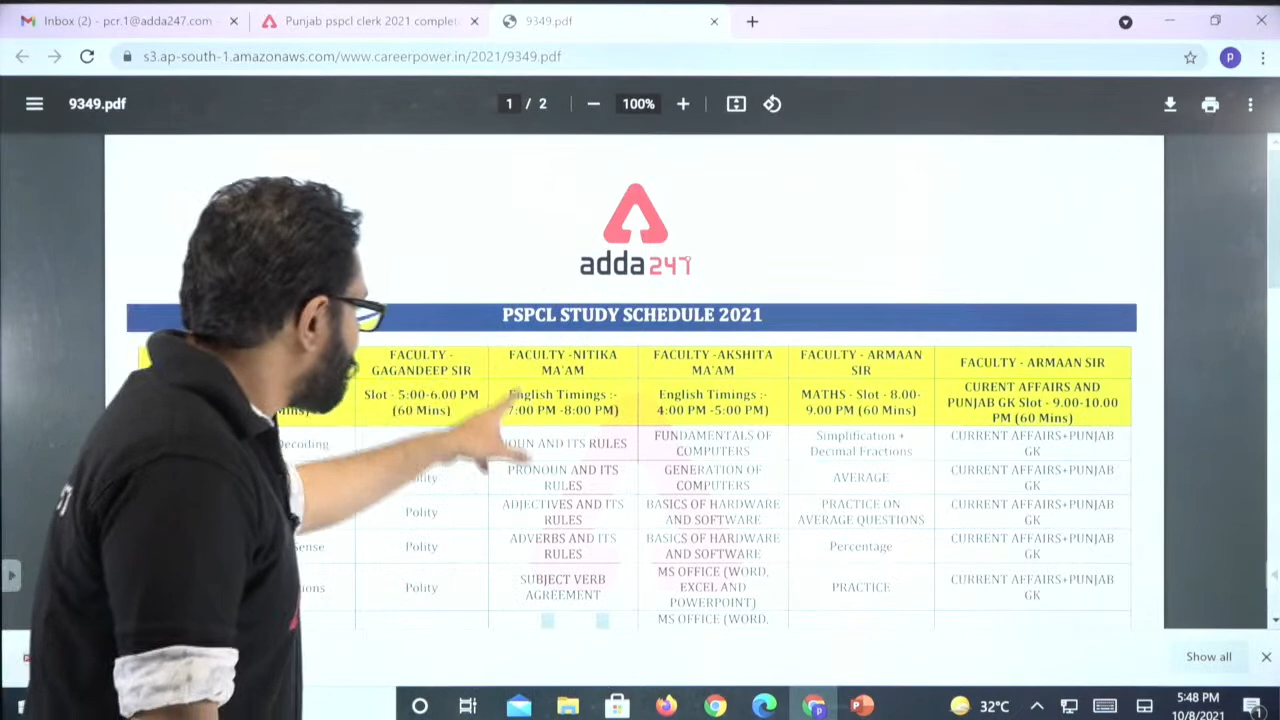 Inbox (2) - pcr.1@adda247.com
Punjab pspcl clerk 2021 complet
9349.pdf
s3.ap-south-1.amazonaws.com/www.careerpower.in/2021/9349.pdf
P
9349.pdf
1 / 2
100%
adda247
PSPCL STUDY SCHEDULE 2021
FACULTY - GAGANDEEP SIR
FACULTY -NITIKA MA'AM
FACULTY -AKSHITA MA'AM
FACULTY - ARMAAN SIR
FACULTY - ARMAAN SIR
Mins)
Slot - 5:00-6.00 PM (60 Mins)
English Timings :- 7:00 PM -8:00 PM)
English Timings :- 4:00 PM -5:00 PM)
MATHS - Slot - 8.00-9.00 PM (60 Mins)
CURENT AFFAIRS AND PUNJAB GK Slot - 9.00-10.00 PM (60 Mins)
Decoding
NOUN AND ITS RULES
FUNDAMENTALS OF COMPUTERS
Simplification + Decimal Fractions
CURRENT AFFAIRS+PUNJAB GK
PRONOUN AND ITS RULES
GENERATION OF COMPUTERS
AVERAGE
CURRENT AFFAIRS+PUNJAB GK
Polity
ADJECTIVES AND ITS RULES
BASICS OF HARDWARE AND SOFTWARE
PRACTICE ON AVERAGE QUESTIONS
CURRENT AFFAIRS+PUNJAB GK
Sense
Polity
ADVERBS AND ITS RULES
BASICS OF HARDWARE AND SOFTWARE
Percentage
CURRENT AFFAIRS+PUNJAB GK
ions
Polity
SUBJECT VERB AGREEMENT
MS OFFICE (WORD, EXCEL AND POWERPOINT)
PRACTICE
CURRENT AFFAIRS+PUNJAB GK
MS OFFICE (WORD,
Show all
32°C
5:48 PM
10/8/2021